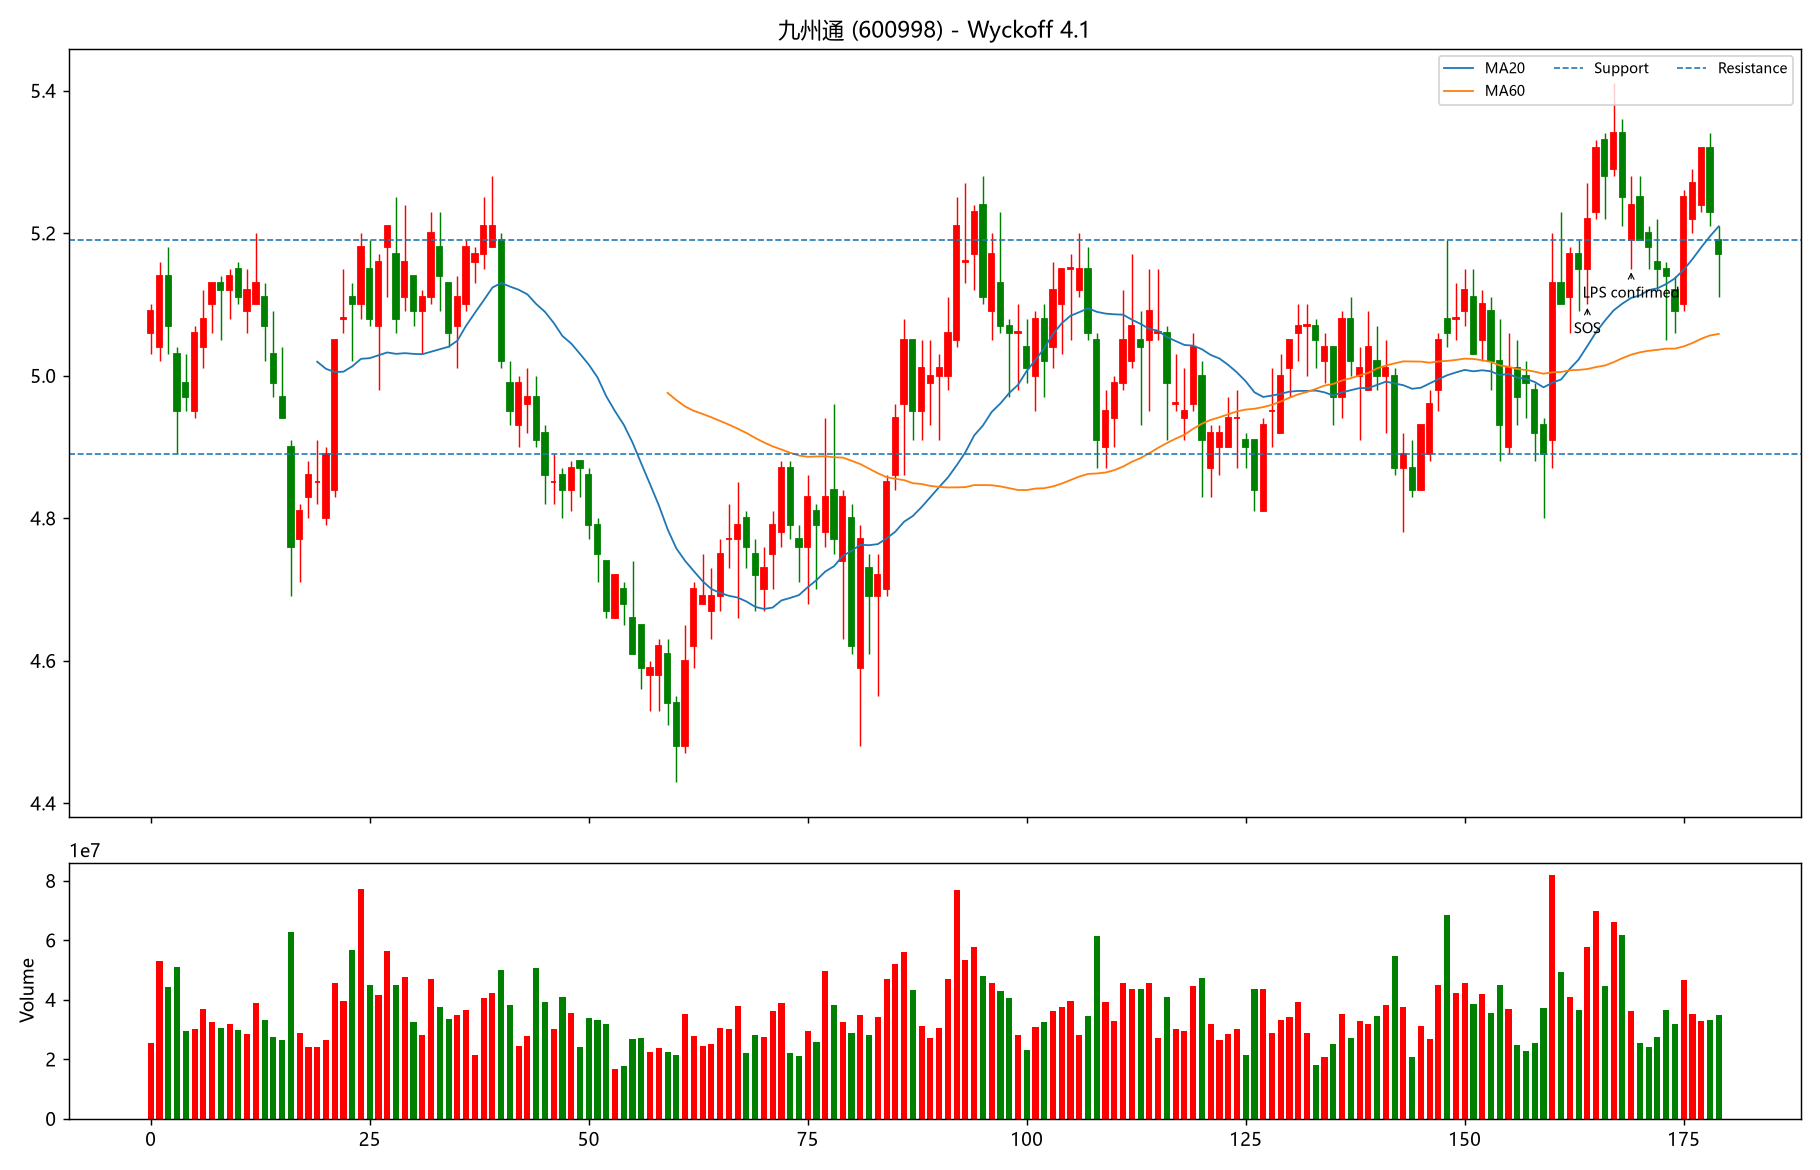 九州通 (600998) - Wyckoff 4.1
MA20
MA60
Support
Resistance
5.4
5.2
5.0
4.8
4.6
4.4
LPS confirmed
SOS
1e7
8
6
4
2
0
Volume
0
25
50
75
100
125
150
175